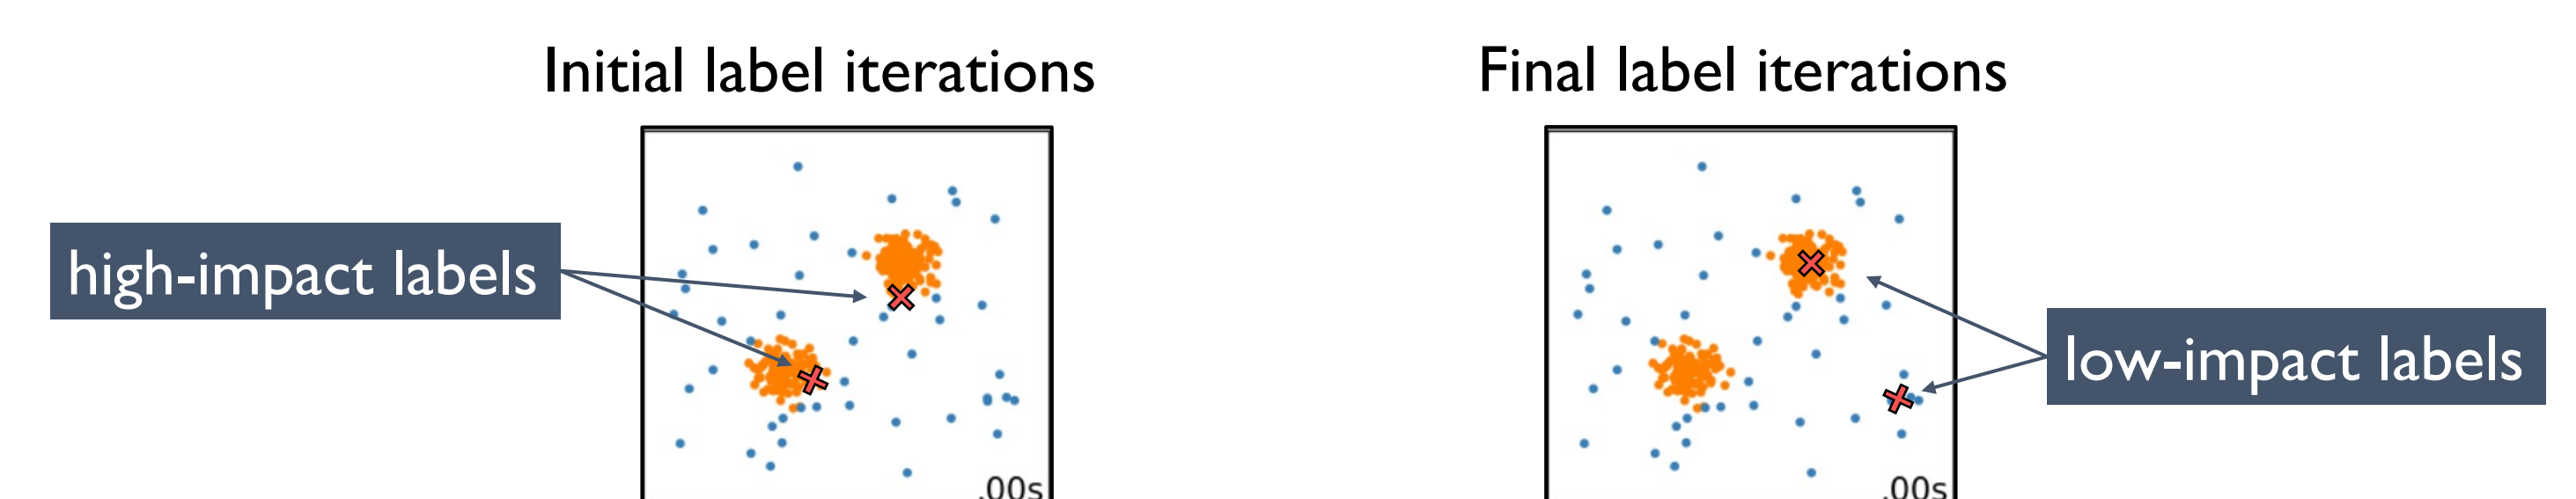 Initial label iterations
Final label iterations
high-impact labels
low-impact labels
.00s
.00s